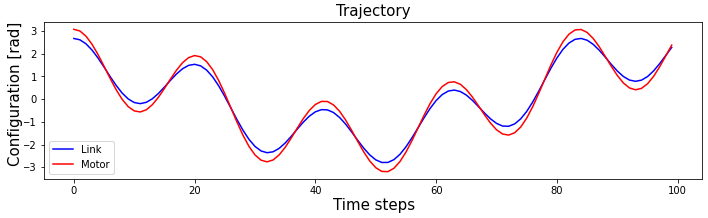 Trajectory
Configuration [rad]
3
2
1
0
−1
−2
−3
Link
Motor
0
20
40
60
80
100
Time steps